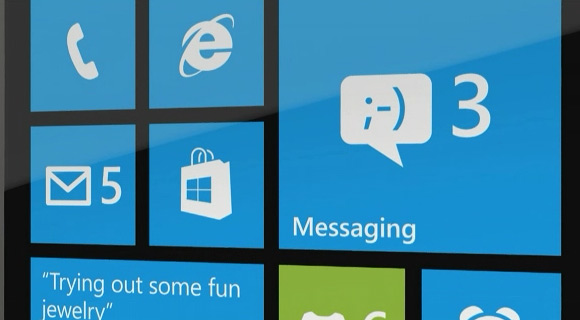 ;-) 3
5
Messaging
"Trying out some fun
jewelry"